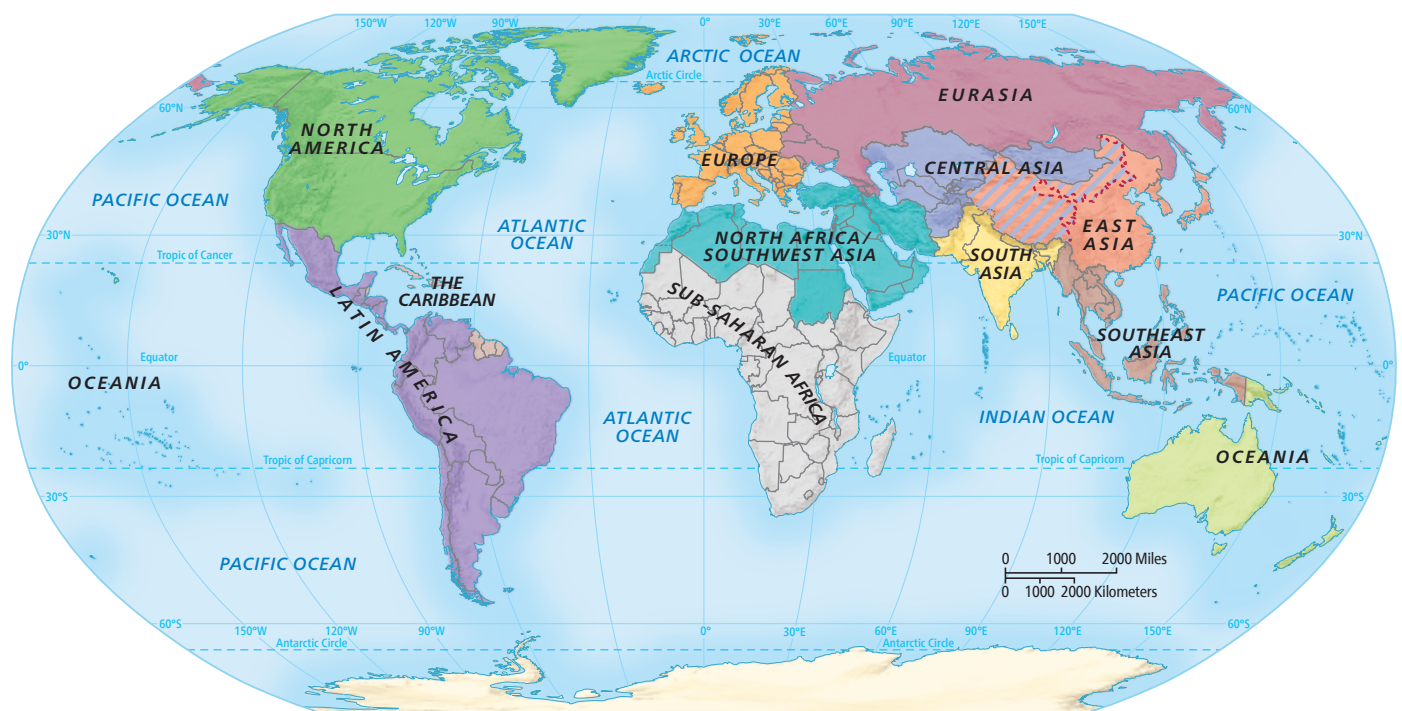 150°W 120°W 90°W 0° 30°E 60°E 90°E 120°E 150°E
ARCTIC OCEAN
Arctic Circle
60°N
60°N
EURASIA
NORTH
AMERICA
EUROPE
CENTRAL ASIA
PACIFIC OCEAN
ATLANTIC
OCEAN
30°N
NORTH AFRICA/
SOUTHWEST ASIA
EAST
ASIA
30°N
Tropic of Cancer
SOUTH
ASIA
THE
CARIBBEAN
PACIFIC OCEAN
LATIN AMERICA
SUB-SAHARAN AFRICA
SOUTHEAST
ASIA
0°
Equator
Equator
0°
OCEANIA
ATLANTIC
OCEAN
INDIAN OCEAN
Tropic of Capricorn
Tropic of Capricorn
OCEANIA
30°S
30°S
PACIFIC OCEAN
0 1000 2000 Miles
0 1000 2000 Kilometers
60°S
60°S
150°W 120°W 90°W 0° 30°E 60°E 90°E 120°E 150°E
Antarctic Circle
Antarctic Circle